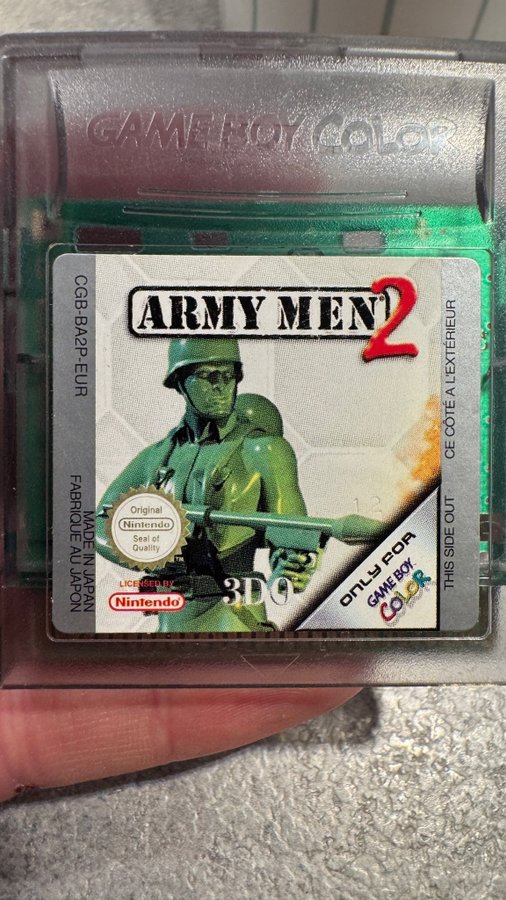 GAME BOY COLOR
ARMY MEN 2
CGB-BA2P-EUR
MADE IN JAPAN
FABRIQUÉ AU JAPON
CE CÔTÉ A L'EXTÉRIEUR
THIS SIDE OUT
12
Original
Nintendo
Seal of
Quality
LICENSED BY
Nintendo
3DO
ONLY FOR
GAME BOY
COLOR